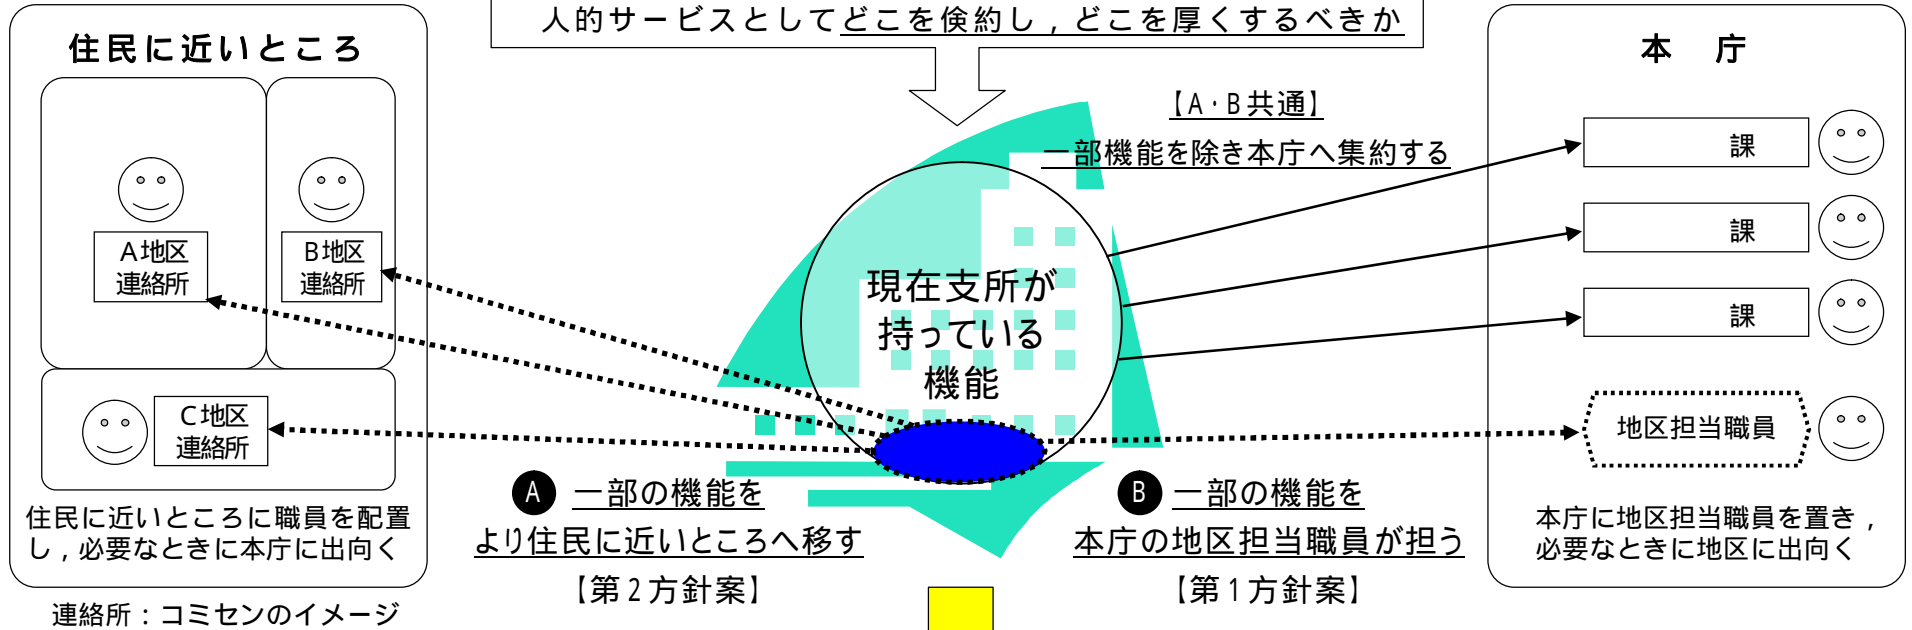 人的サービスとしてどこを倹約し，どこを厚くするべきか
住民に近いところ
A地区
連絡所
B地区
連絡所
C地区
連絡所
住民に近いところに職員を配置
し，必要なときに本庁に出向く
連絡所：コミセンのイメージ
現在支所が
持っている
機能
A 一部の機能を
より住民に近いところへ移す
【第2方針案】
【A・B共通】
一部機能を除き本庁へ集約する
B 一部の機能を
本庁の地区担当職員が担う
【第1方針案】
本　庁
課
課
課
地区担当職員
本庁に地区担当職員を置き，
必要なときに地区に出向く